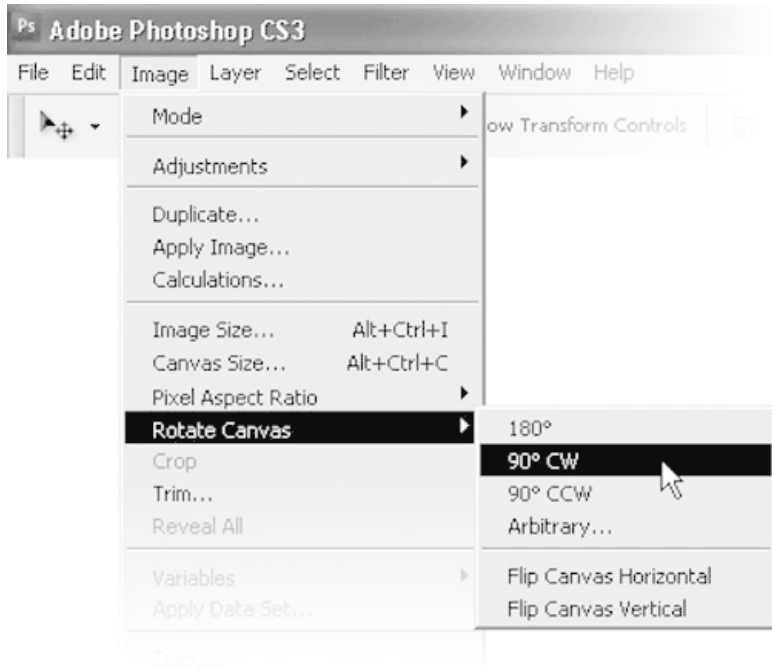 Ps Adobe Photoshop CS3
File Edit Image Layer Select Filter View Window Help
Mode
ow Transform Controls
Adjustments
Duplicate...
Apply Image...
Calculations...
Image Size... Alt+Ctrl+I
Canvas Size... Alt+Ctrl+C
Pixel Aspect Ratio
Rotate Canvas
180°
Crop
90° CW
Trim...
90° CCW
Reveal All
Arbitrary...
Variables
Flip Canvas Horizontal
Apply Data Set...
Flip Canvas Vertical